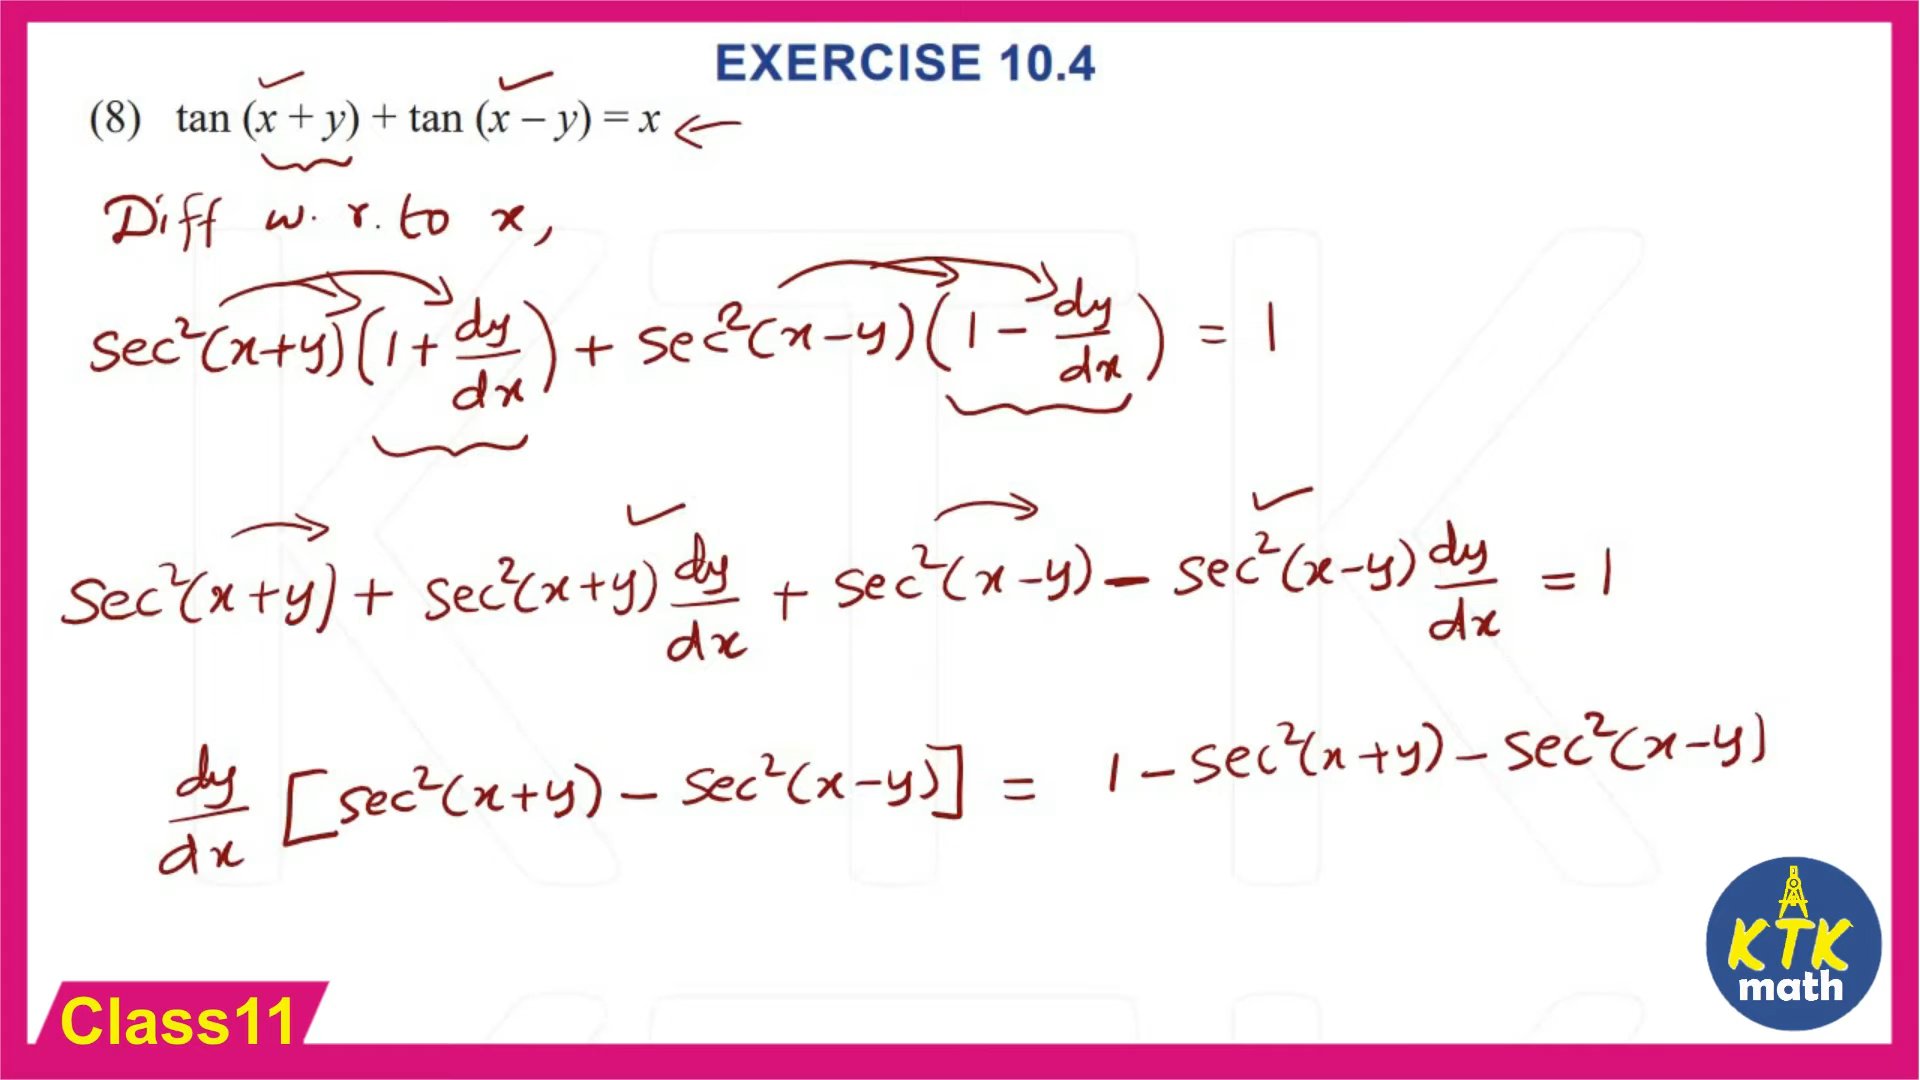 EXERCISE 10.4
(8) tan (x + y) + tan (x − y) = x
Diff w.r.to x,
sec²(x+y)(1+dy/dx) + sec²(x−y)(1−dy/dx) = 1
sec²(x+y) + sec²(x+y) dy/dx + sec²(x−y) − sec²(x−y) dy/dx = 1
dy/dx [sec²(x+y) − sec²(x−y)] = 1 − sec²(x+y) − sec²(x−y)
KTK
math
Class11
KTK